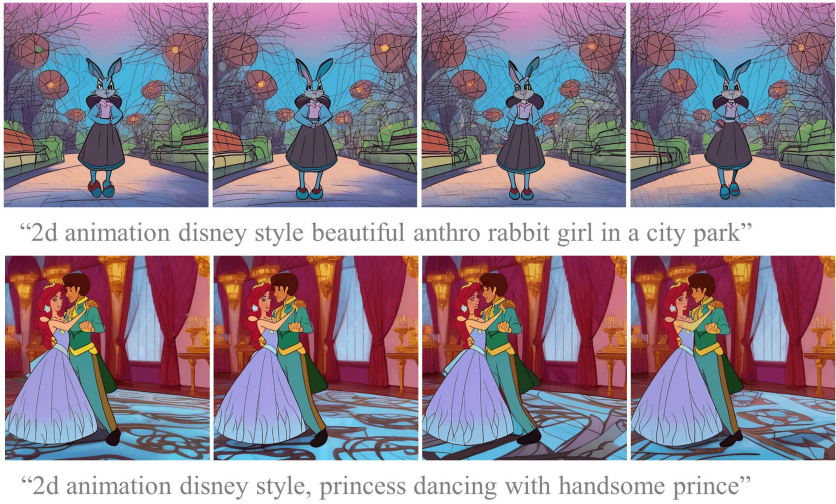 “2d animation disney style beautiful anthro rabbit girl in a city park”
“2d animation disney style, princess dancing with handsome prince”